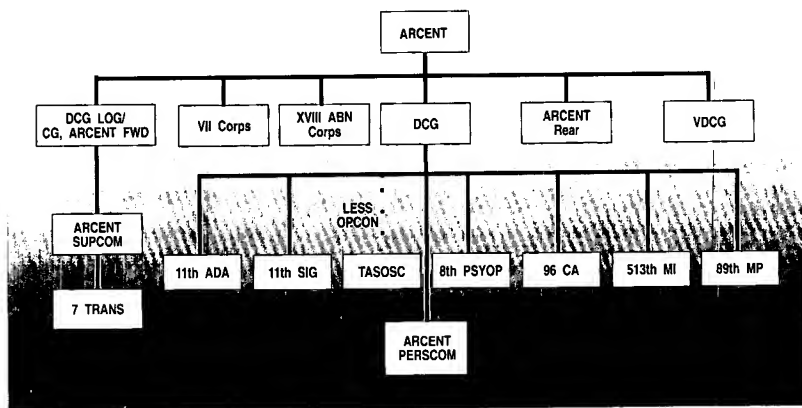 ARCENT
DCG LOG/
CG, ARCENT FWD
VII Corps
XVIII ABN
Corps
DCG
ARCENT
Rear
VDCG
LESS
OPCON
ARCENT
SUPCOM
11th ADA
11th SIG
TASOSC
8th PSYOP
96 CA
513th MI
89th MP
7 TRANS
ARCENT
PERSCOM